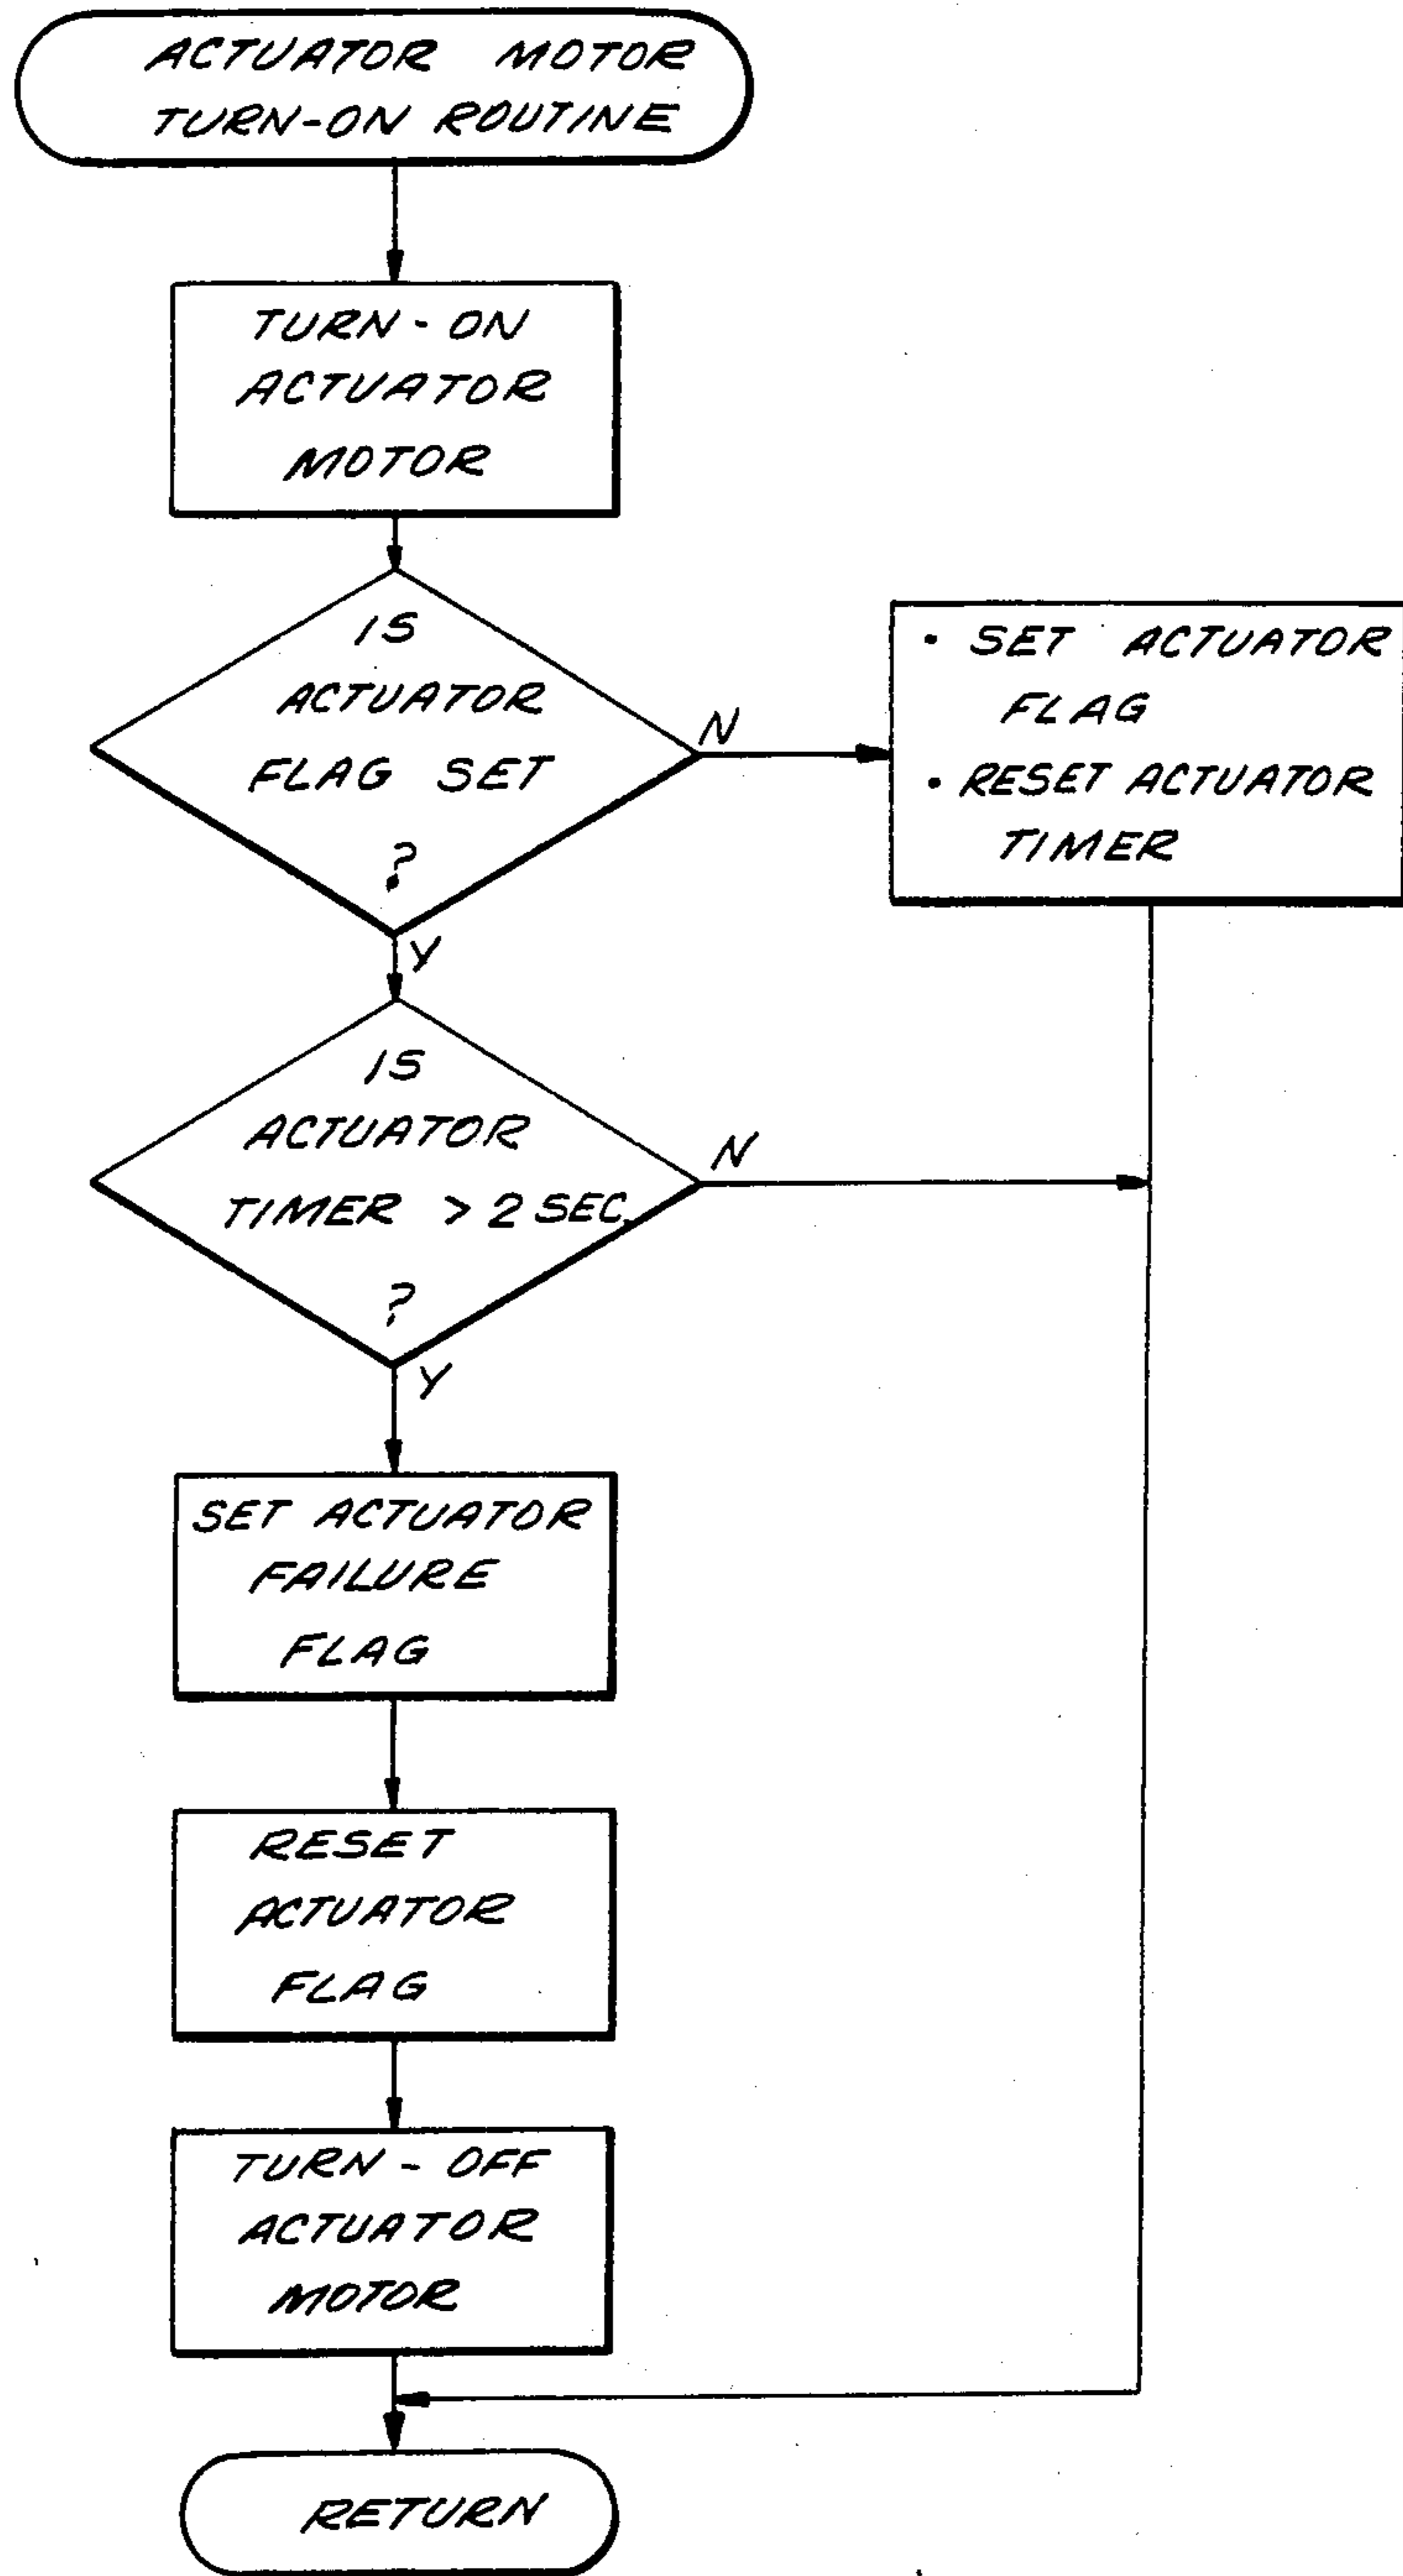 ACTUATOR MOTOR
TURN-ON ROUTINE
TURN - ON
ACTUATOR
MOTOR
IS
ACTUATOR
FLAG SET
?
N
· SET ACTUATOR
FLAG
· RESET ACTUATOR
TIMER
Y
IS
ACTUATOR
TIMER > 2 SEC.
?
N
Y
SET ACTUATOR
FAILURE
FLAG
RESET
ACTUATOR
FLAG
TURN - OFF
ACTUATOR
MOTOR
RETURN